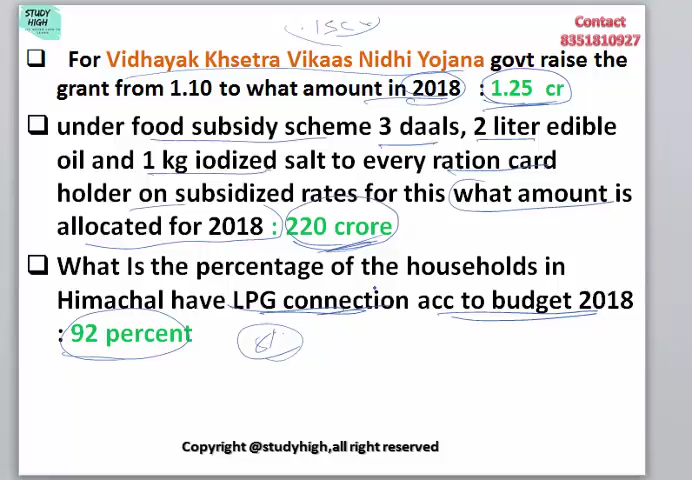 STUDY
HIGH
Contact
8351810927
For Vidhayak Khsetra Vikaas Nidhi Yojana govt raise the
grant from 1.10 to what amount in 2018 : 1.25 cr
under food subsidy scheme 3 daals, 2 liter edible
oil and 1 kg iodized salt to every ration card
holder on subsidized rates for this what amount is
allocated for 2018 : 220 crore
What Is the percentage of the households in
Himachal have LPG connection acc to budget 2018
: 92 percent
Copyright @studyhigh,all right reserved